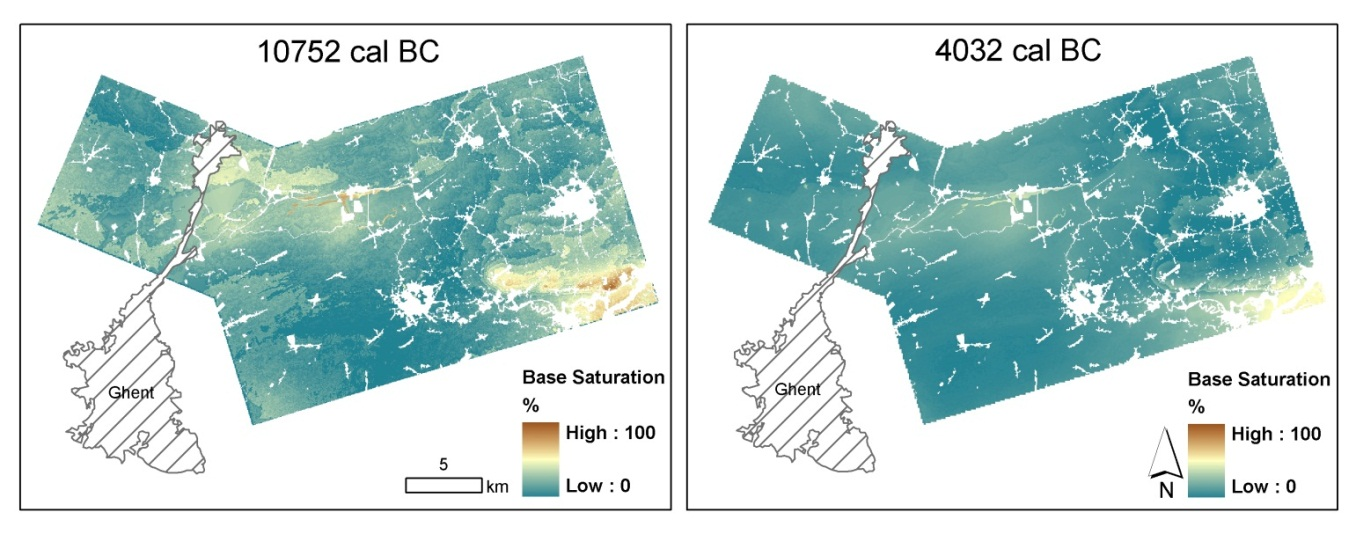 10752 cal BC
Ghent
Base Saturation
%
High : 100
Low : 0
5
km
4032 cal BC
Ghent
Base Saturation
%
High : 100
Low : 0
N